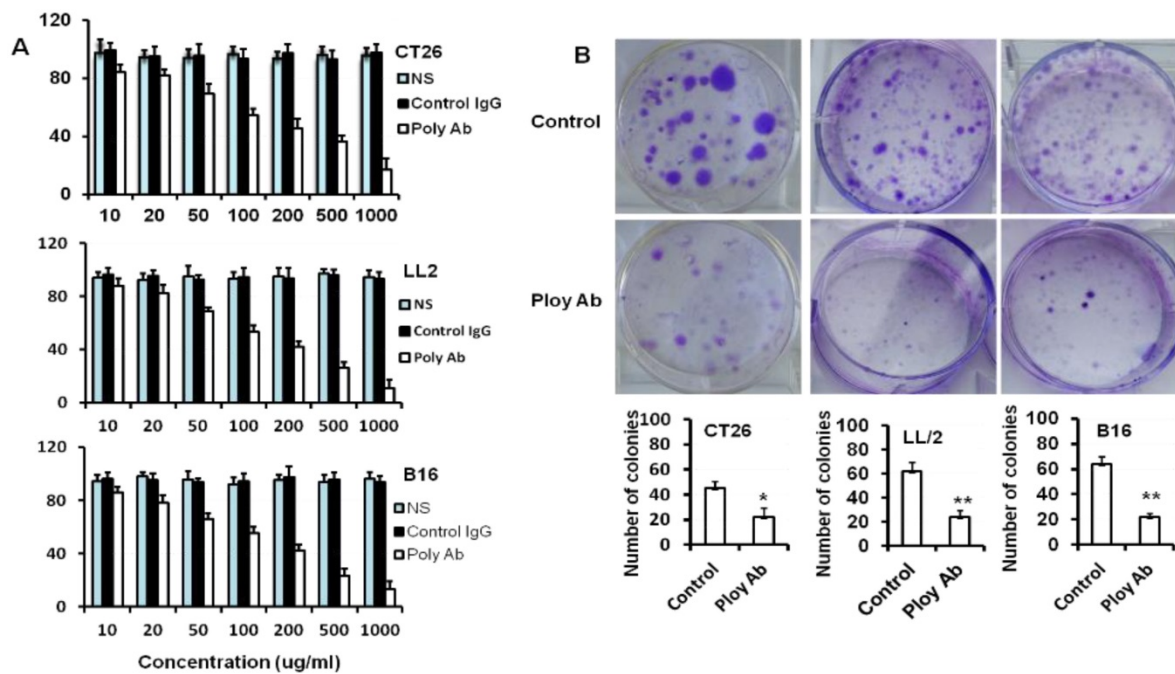 A
120
80
40
0
CT26
NS
Control IgG
Poly Ab
10 20 50 100 200 500 1000
120
80
40
0
LL2
NS
Control IgG
Poly Ab
10 20 50 100 200 500 1000
120
80
40
0
B16
NS
Control IgG
Poly Ab
10 20 50 100 200 500 1000
Concentration (ug/ml)
B
Control
Ploy Ab
Number of colonies
100
80
60
40
20
0
CT26
*
Control
Ploy Ab
Number of colonies
100
80
60
40
20
0
LL/2
**
Control
Ploy Ab
Number of colonies
100
80
60
40
20
0
B16
**
Control
Ploy Ab